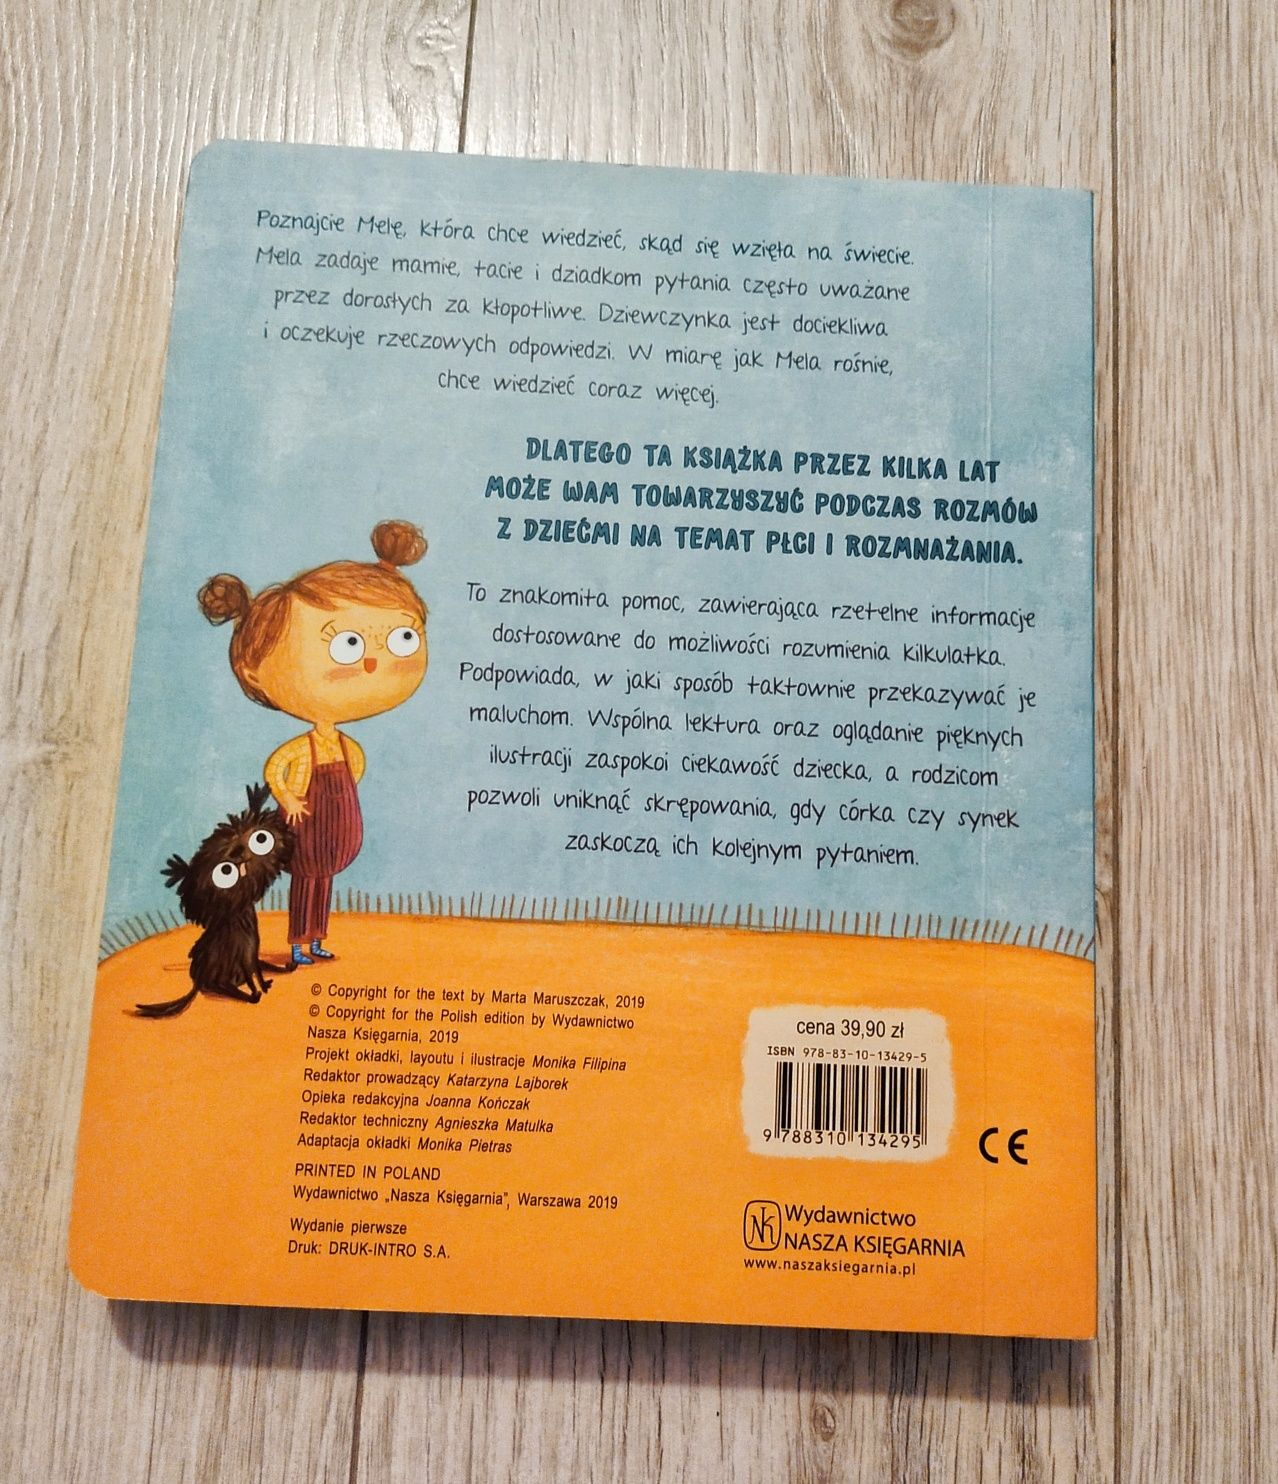 Poznajcie Melę, która chce wiedzieć, skąd się wzięła na świecie.
Mela zadaje mamie, tacie i dziadkom pytania często uważane
przez dorosłych za kłopotliwe. Dziewczynka jest dociekliwa
i oczekuje rzeczowych odpowiedzi. W miarę jak Mela rośnie,
chce wiedzieć coraz więcej.
DLATEGO TA KSIĄŻKA PRZEZ KILKA LAT
MOŻE WAM TOWARZYSZYĆ PODCZAS ROZMÓW
Z DZIEĆMI NA TEMAT PŁCI I ROZMNAŻANIA.
To znakomita pomoc, zawierająca rzetelne informacje
dostosowane do możliwości rozumienia kilkulatka.
Podpowiada, w jaki sposób taktownie przekazywać je
maluchom. Wspólna lektura oraz oglądanie pięknych
ilustracji zaspokoi ciekawość dziecka, a rodzicom
pozwoli uniknąć skrępowania, gdy córka czy synek
zaskoczą ich kolejnym pytaniem.
© Copyright for the text by Marta Maruszczak, 2019
© Copyright for the Polish edition by Wydawnictwo
Nasza Księgarnia, 2019
Projekt okładki, layoutu i ilustracje Monika Filipina
Redaktor prowadzący Katarzyna Lajborek
Opieka redakcyjna Joanna Kończak
Redaktor techniczny Agnieszka Matulka
Adaptacja okładki Monika Pietras
PRINTED IN POLAND
Wydawnictwo „Nasza Księgarnia”, Warszawa 2019
Wydanie pierwsze
Druk: DRUK-INTRO S.A.
cena 39,90 zł
ISBN 978-83-10-13429-5
9 788310 134295
CE
NK
Wydawnictwo
NASZA KSIĘGARNIA
www.naszaksiegarnia.pl